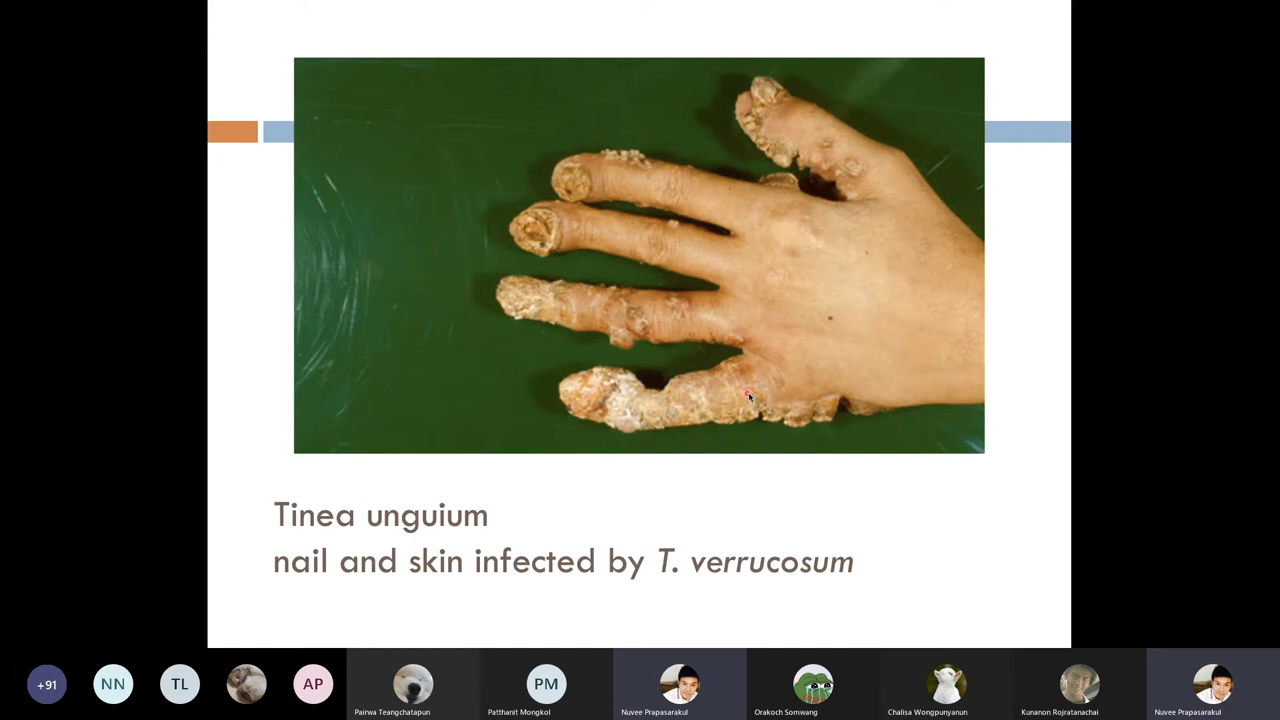 Tinea unguium
nail and skin infected by T. verrucosum
+91
NN
TL
AP
Pairwa Teangchatapun
PM
Patthanit Mongkol
Nuvee Prapasarakul
Orakoch Somwang
Chalisa Wongpunyanun
Kunanon Rojratanachai
Nuvee Prapasarakul